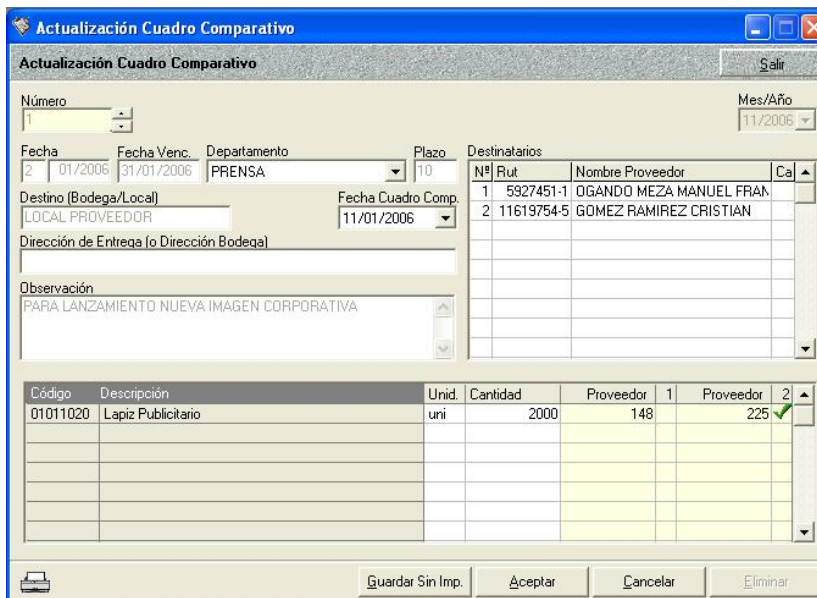 Actualización Cuadro Comparativo
Actualización Cuadro Comparativo
Salir
Número
1
Mes/Año
11/2006
Fecha Fecha Venc. Departamento Plazo
2 01/2006 31/01/2006 PRENSA 10
Destino (Bodega/Local) Fecha Cuadro Comp.
LOCAL PROVEEDOR 11/01/2006
Dirección de Entrega (o Dirección Bodega)
Observación
PARA LANZAMIENTO NUEVA IMAGEN CORPORATIVA
Destinatarios
Nº Rut Nombre Proveedor Ca
1 5927451-1 OGANDO MEZA MANUEL FRAN
2 11619754-5 GOMEZ RAMIREZ CRISTIAN
Código Descripción Unid. Cantidad Proveedor 1 Proveedor 2
01011020 Lapiz Publicitario uni 2000 148 225
Guardar Sin Imp. Aceptar Cancelar Eliminar